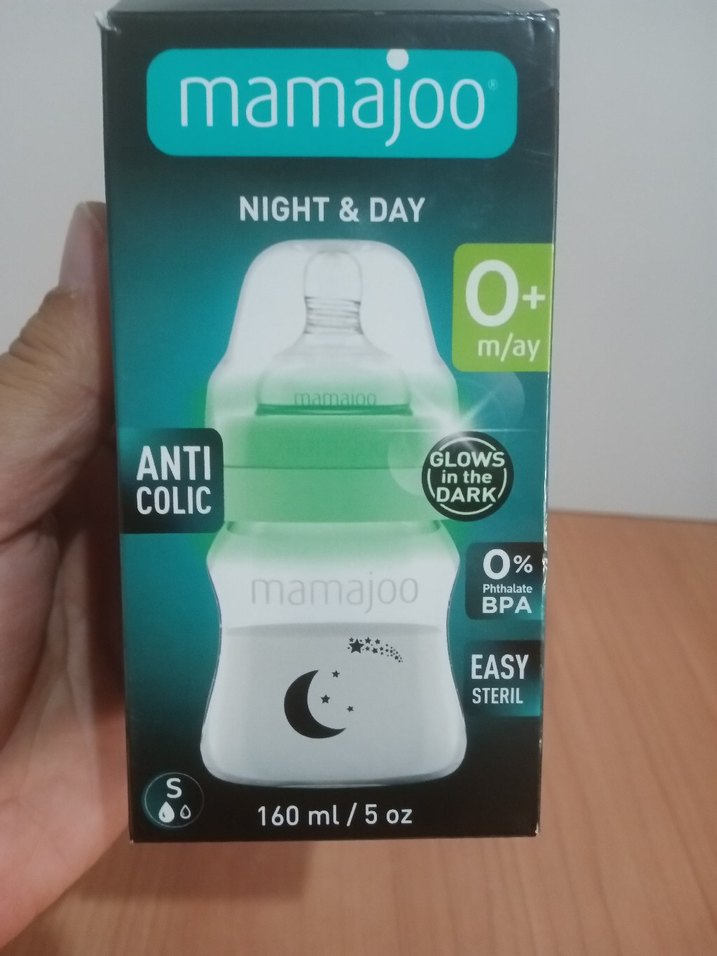 mamajoo®
NIGHT & DAY
0+
m/ay
mamajoo
ANTI
COLIC
GLOWS
in the
DARK
mamajoo
0%
Phthalate
BPA
EASY
STERIL
S
160 ml / 5 oz